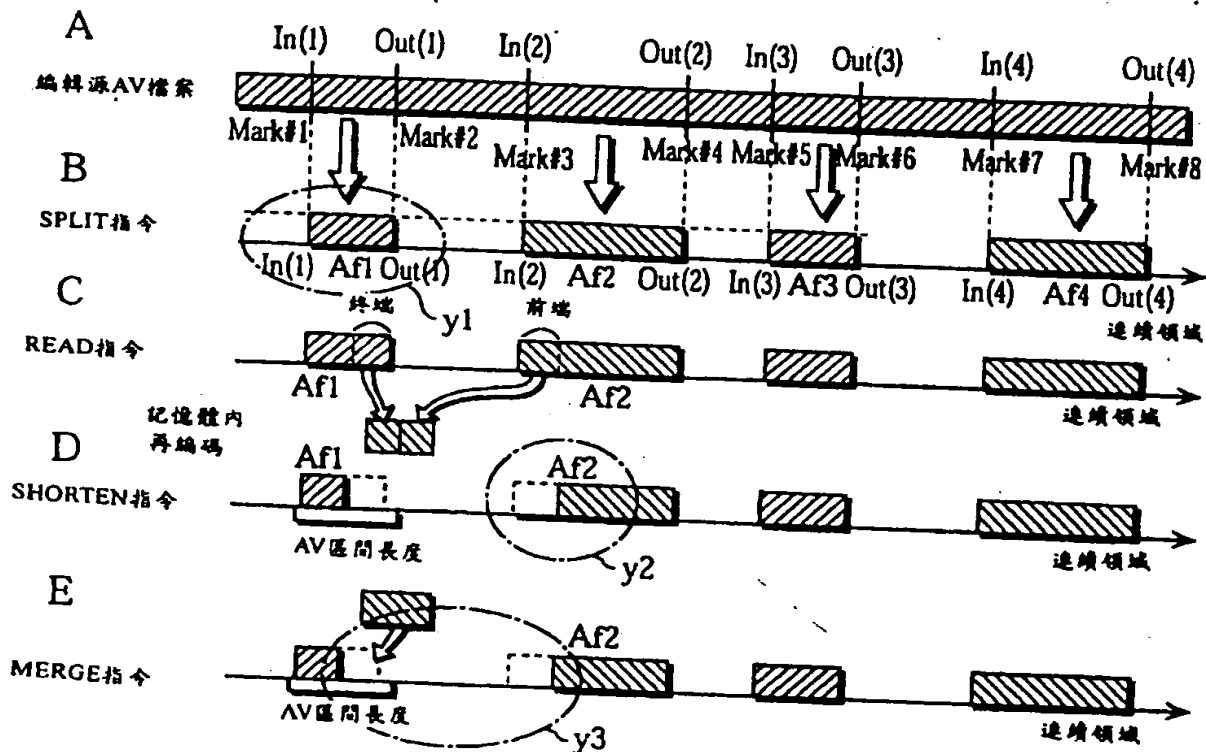 A
In(1) Out(1) In(2) Out(2) In(3) Out(3) In(4) Out(4)
編輯源AV檔案
Mark#1 Mark#2 Mark#3 Mark#4 Mark#5 Mark#6 Mark#7 Mark#8
B
SPLIT指令
In(1) Af1 Out(1) In(2) Af2 Out(2) In(3) Af3 Out(3) In(4) Af4 Out(4)
連續領域
C
終端 y1 前端
READ指令
Af1 Af2
連續領域
記憶體內
再編碼
D
Af1 Af2
SHORTEN指令
AV區間長度 y2 連續領域
E
Af2
MERGE指令
AV區間長度 y3 連續領域